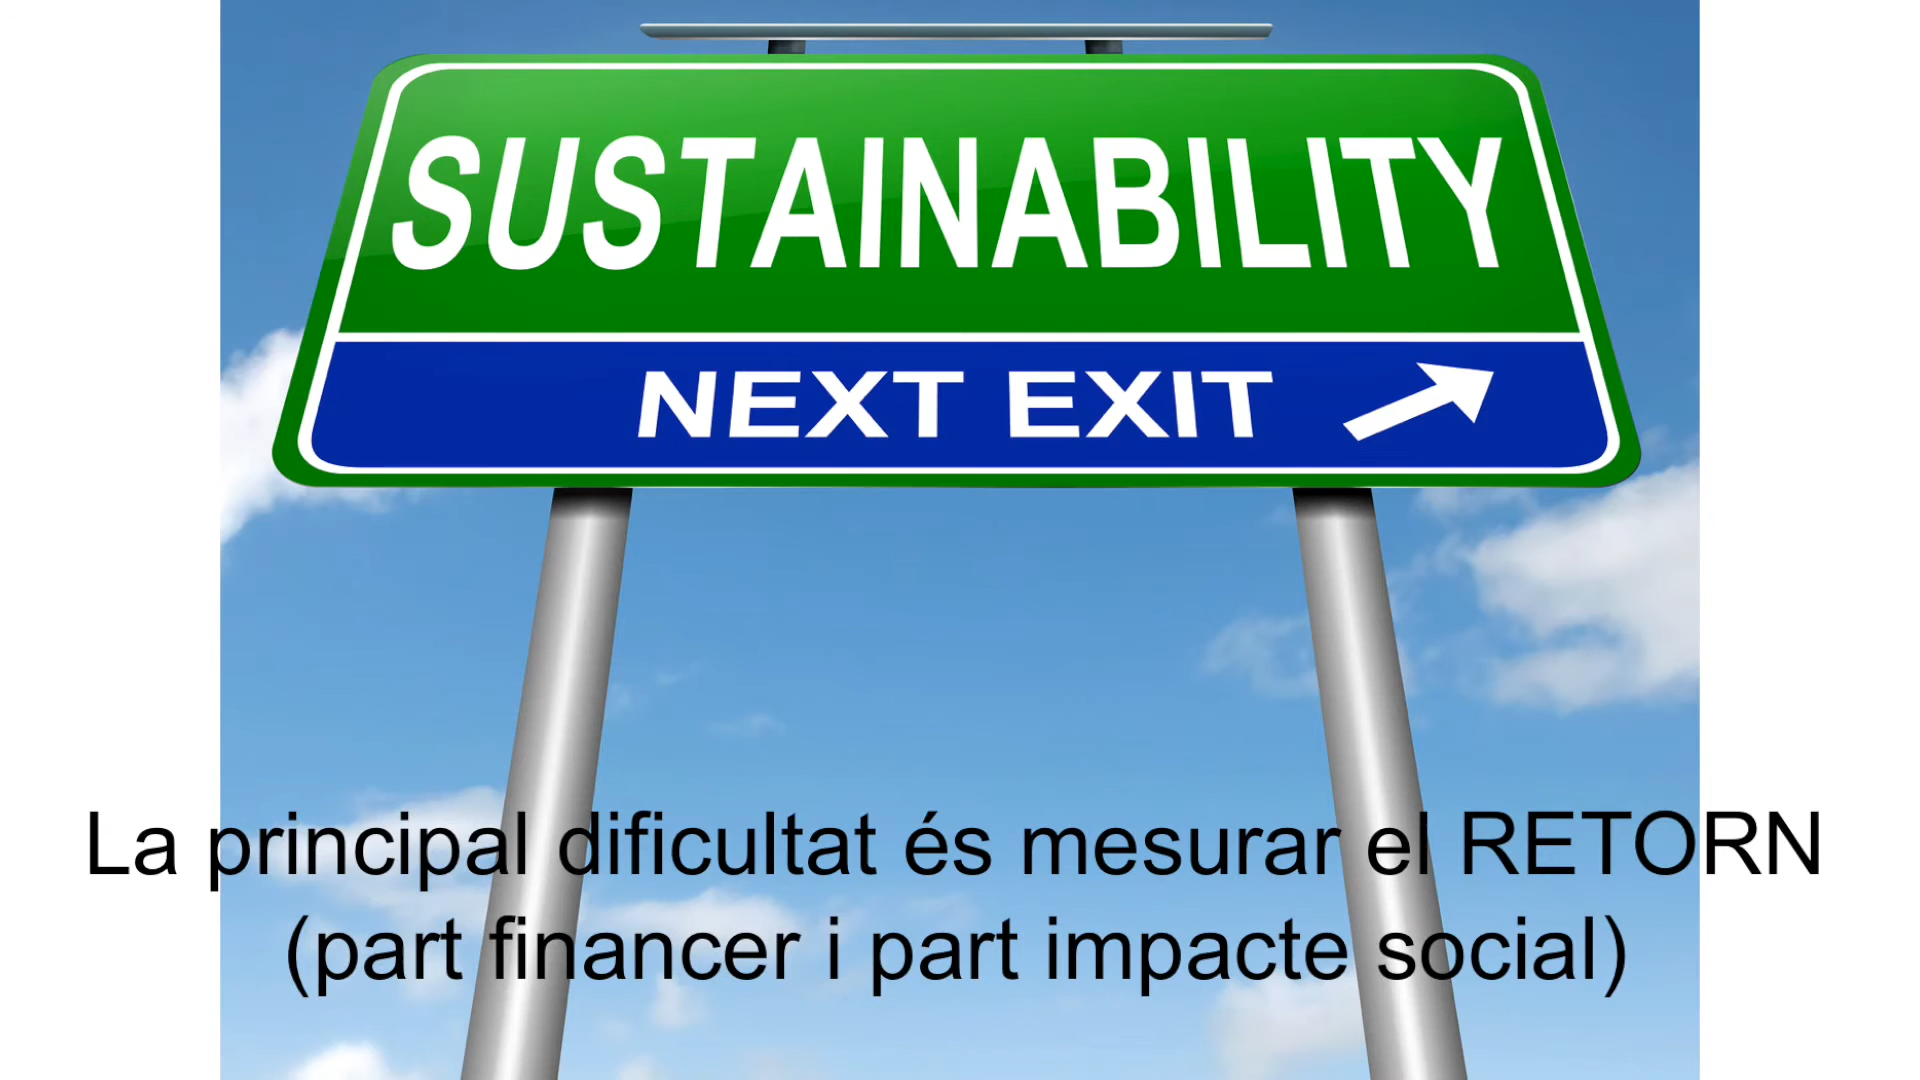 SUSTAINABILITY
NEXT EXIT
La principal dificultat és mesurar el RETORN
(part financer i part impacte social)